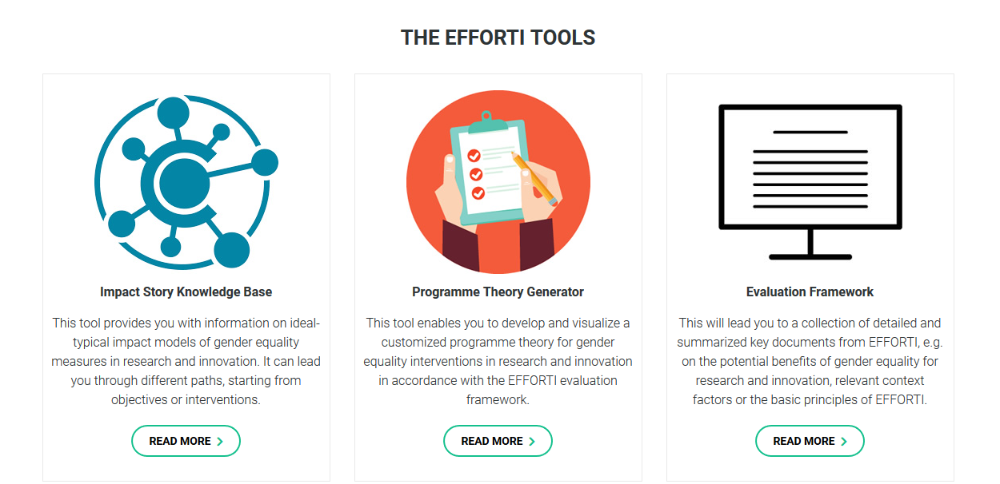 THE EFFORTI TOOLS
Impact Story Knowledge Base
This tool provides you with information on ideal-
typical impact models of gender equality
measures in research and innovation. It can lead
you through different paths, starting from
objectives or interventions.
READ MORE
Programme Theory Generator
This tool enables you to develop and visualize a
customized programme theory for gender
equality interventions in research and innovation
in accordance with the EFFORTI evaluation
framework.
READ MORE
Evaluation Framework
This will lead you to a collection of detailed and
summarized key documents from EFFORTI, e.g.
on the potential benefits of gender equality for
research and innovation, relevant context
factors or the basic principles of EFFORTI.
READ MORE